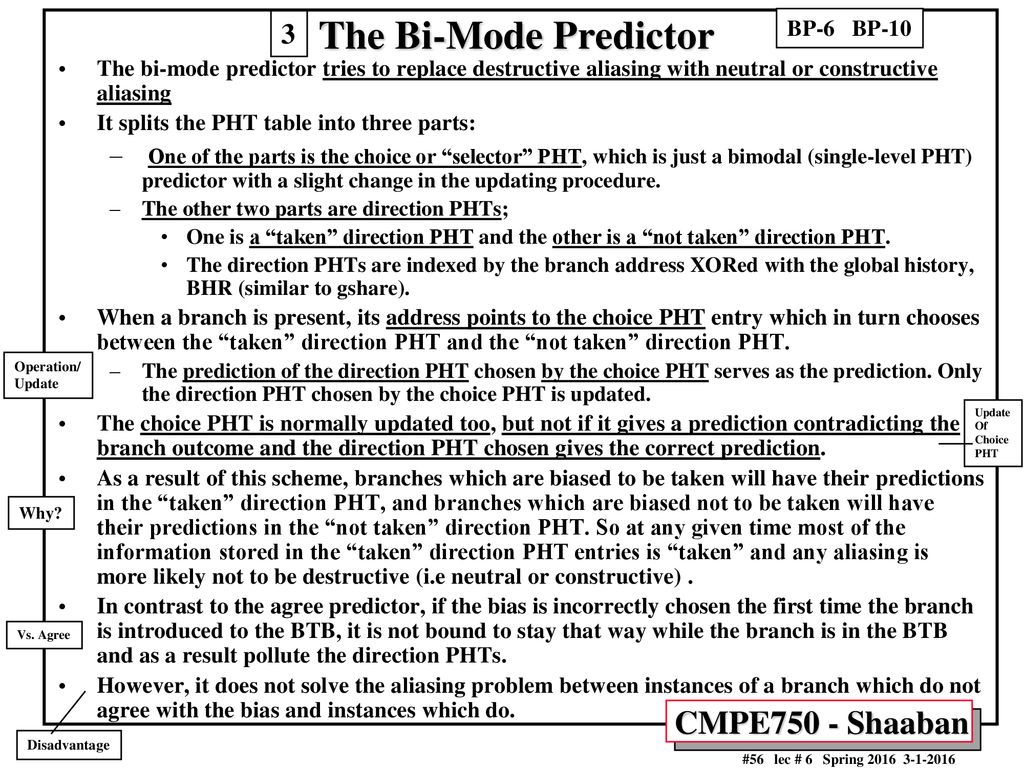 3
The Bi-Mode Predictor
BP-6 BP-10
• The bi-mode predictor tries to replace destructive aliasing with neutral or constructive
aliasing
• It splits the PHT table into three parts:
– One of the parts is the choice or “selector” PHT, which is just a bimodal (single-level PHT)
predictor with a slight change in the updating procedure.
– The other two parts are direction PHTs;
• One is a “taken” direction PHT and the other is a “not taken” direction PHT.
• The direction PHTs are indexed by the branch address XORed with the global history,
BHR (similar to gshare).
• When a branch is present, its address points to the choice PHT entry which in turn chooses
between the “taken” direction PHT and the “not taken” direction PHT.
Operation/
Update
– The prediction of the direction PHT chosen by the choice PHT serves as the prediction. Only
the direction PHT chosen by the choice PHT is updated.
• The choice PHT is normally updated too, but not if it gives a prediction contradicting the
branch outcome and the direction PHT chosen gives the correct prediction.
Update
Of
Choice
PHT
• As a result of this scheme, branches which are biased to be taken will have their predictions
in the “taken” direction PHT, and branches which are biased not to be taken will have
their predictions in the “not taken” direction PHT. So at any given time most of the
information stored in the “taken” direction PHT entries is “taken” and any aliasing is
more likely not to be destructive (i.e neutral or constructive) .
Why?
• In contrast to the agree predictor, if the bias is incorrectly chosen the first time the branch
is introduced to the BTB, it is not bound to stay that way while the branch is in the BTB
and as a result pollute the direction PHTs.
Vs. Agree
• However, it does not solve the aliasing problem between instances of a branch which do not
agree with the bias and instances which do.
Disadvantage
CMPE750 - Shaaban
#56 lec # 6 Spring 2016 3-1-2016